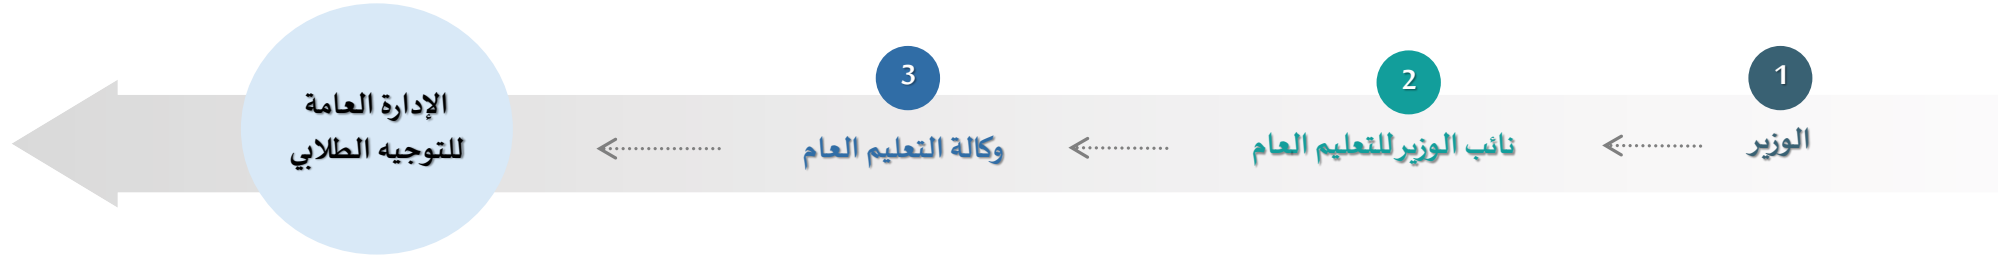 1
الوزير
2
نائب الوزير للتعليم العام
3
وكالة التعليم العام
الإدارة العامة
للتوجيه الطلابي